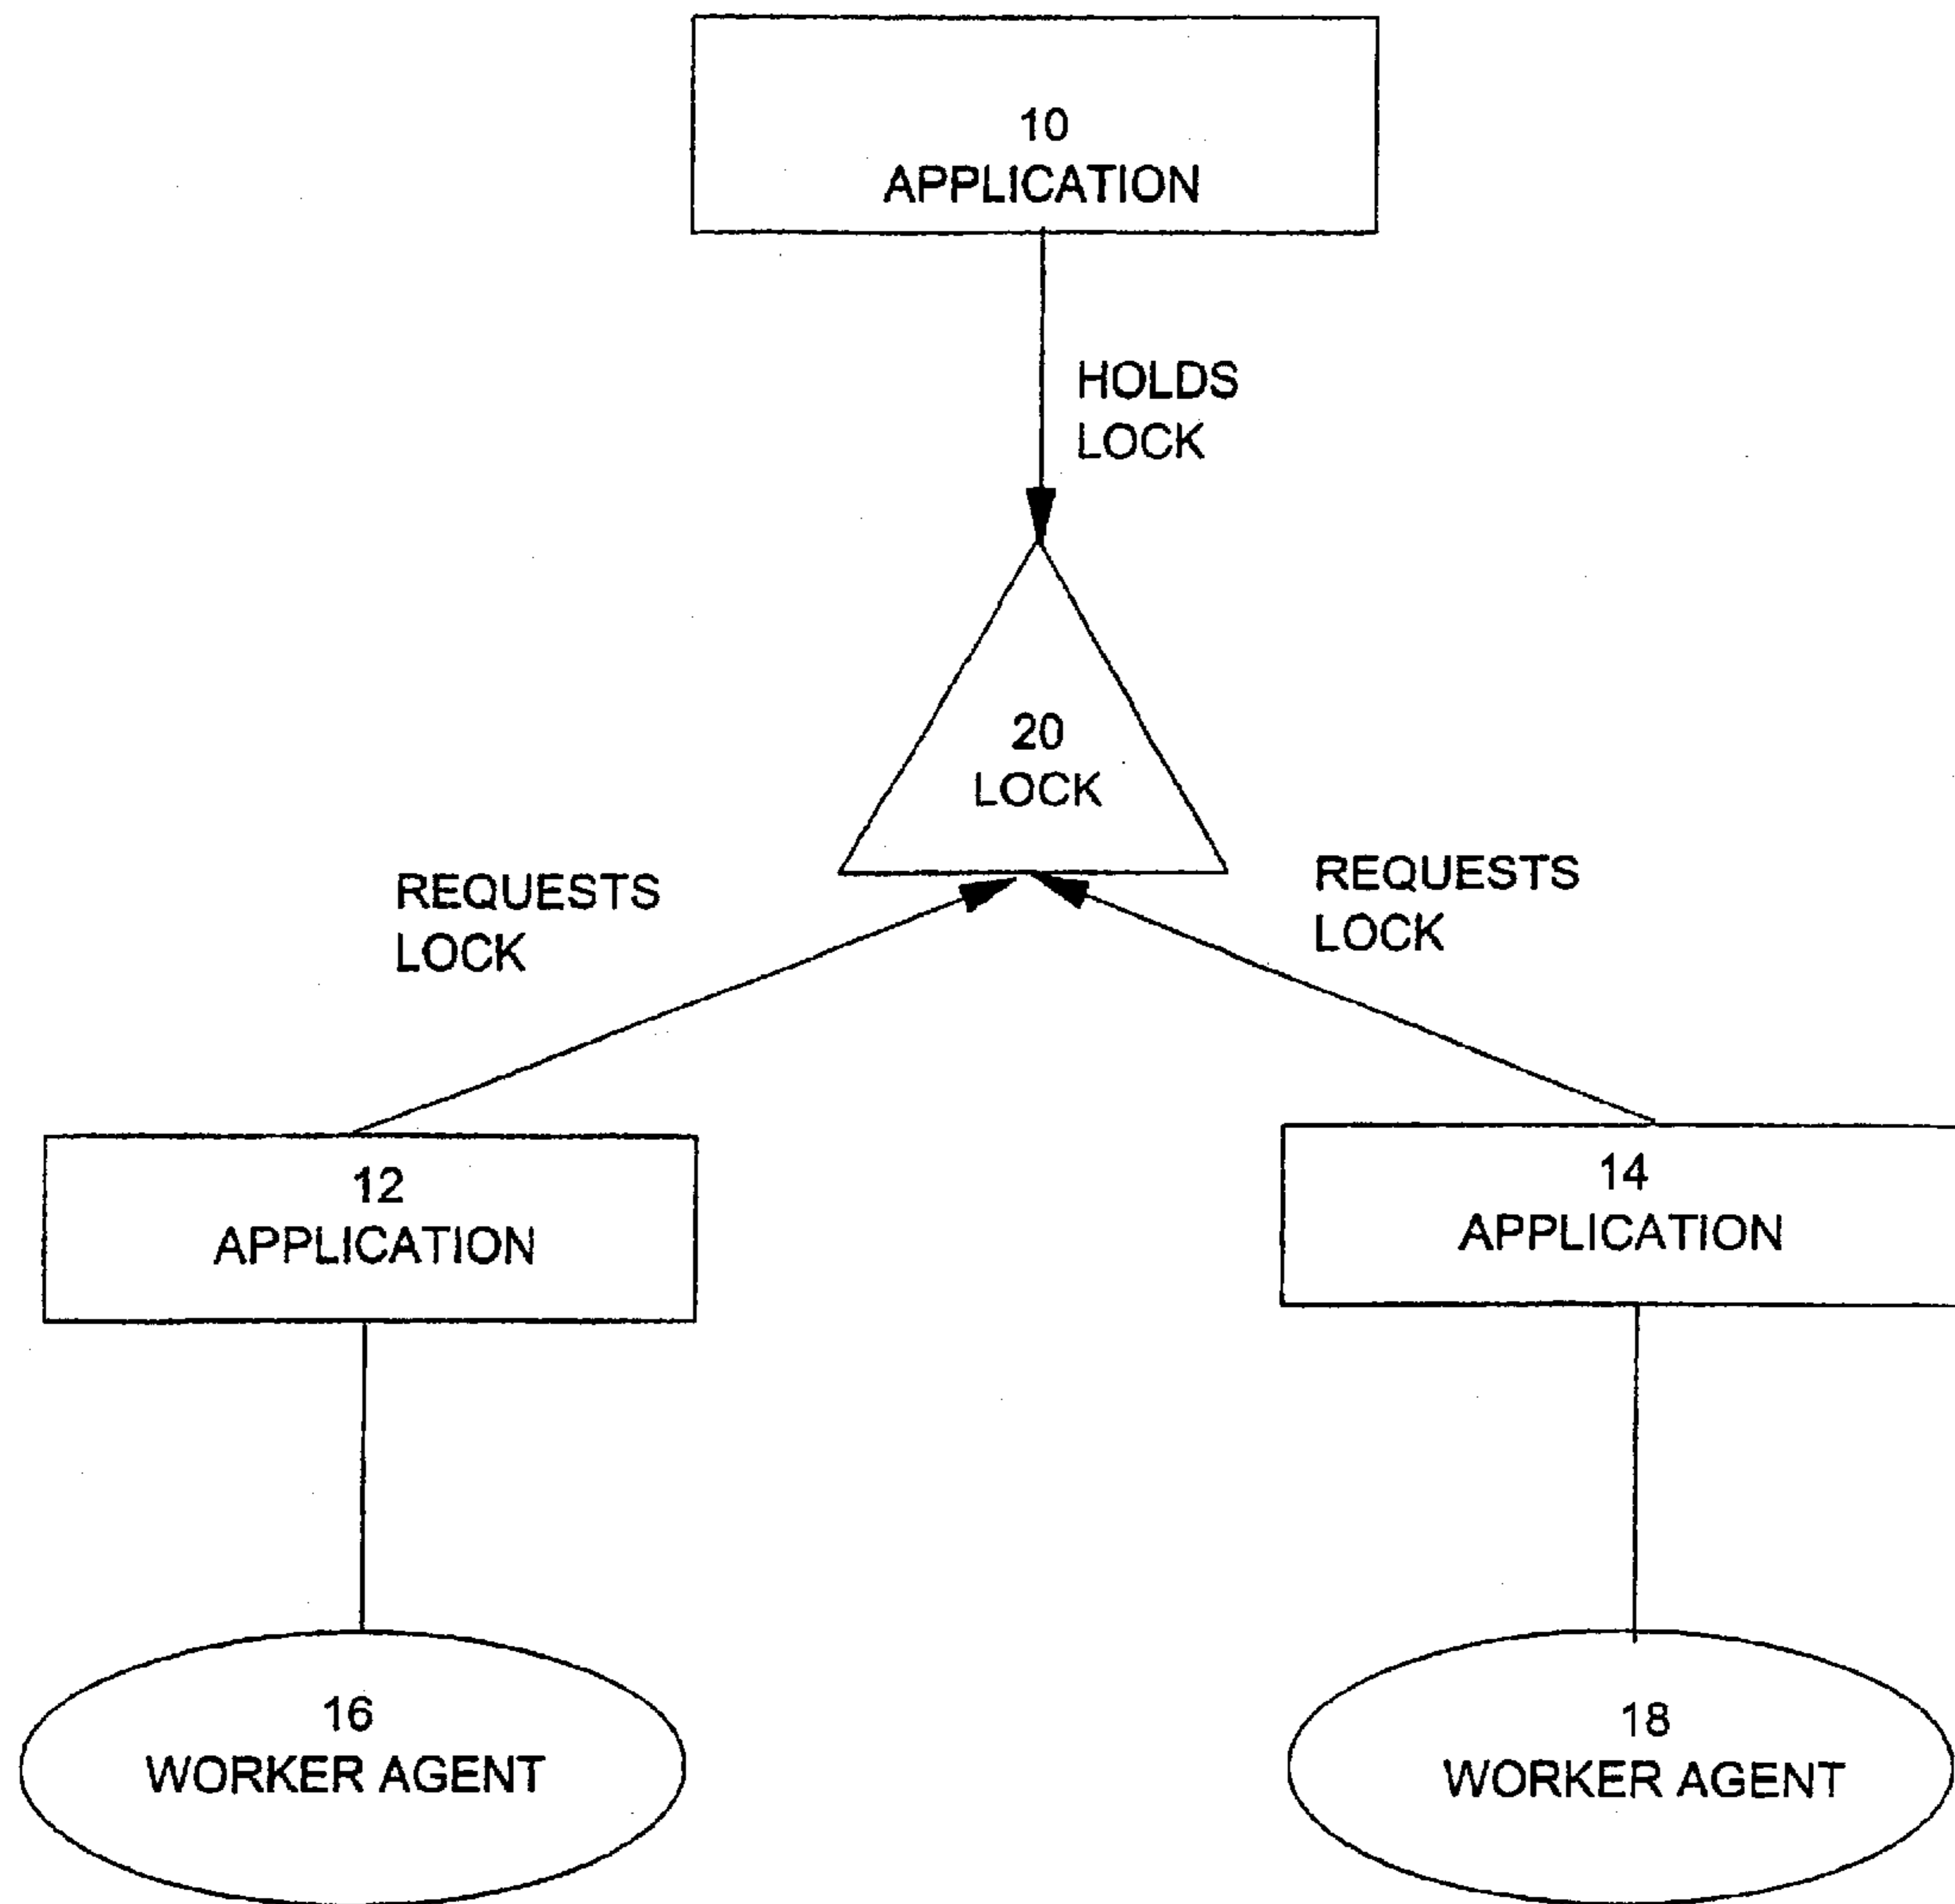 10
APPLICATION
HOLDS
LOCK
20
LOCK
REQUESTS
LOCK
REQUESTS
LOCK
12
APPLICATION
14
APPLICATION
16
WORKER AGENT
18
WORKER AGENT